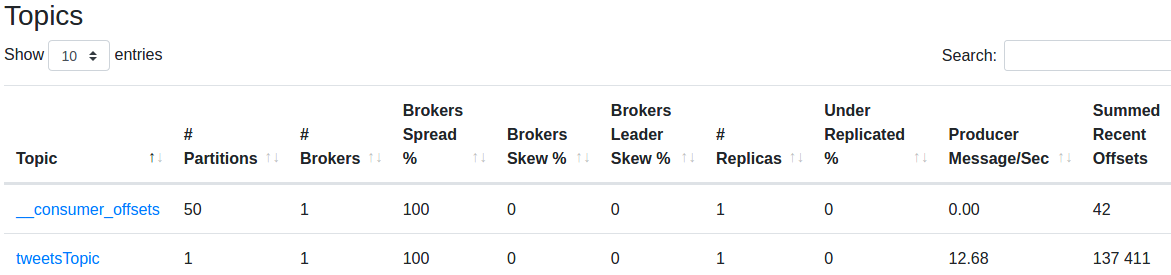 Topics
Show 10 entries Search:
Topic # Partitions # Brokers Brokers Spread % Brokers Skew % Brokers Leader Skew % # Replicas Under Replicated % Producer Message/Sec Summed Recent Offsets
__consumer_offsets 50 1 100 0 0 1 0 0.00 42
tweetsTopic 1 1 100 0 0 1 0 12.68 137 411